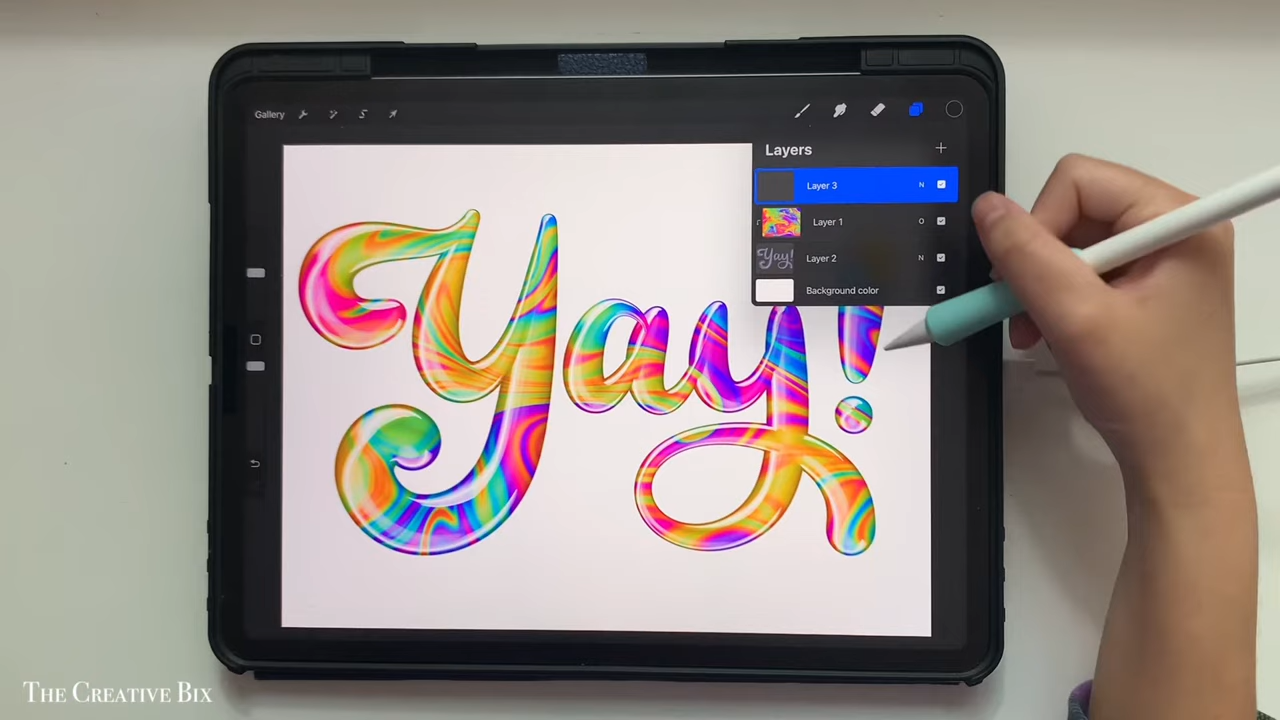 Gallery
Layers
Layer 3 N
Layer 1 O
Yay! Layer 2 N
Background color
Yay!
The Creative Bix